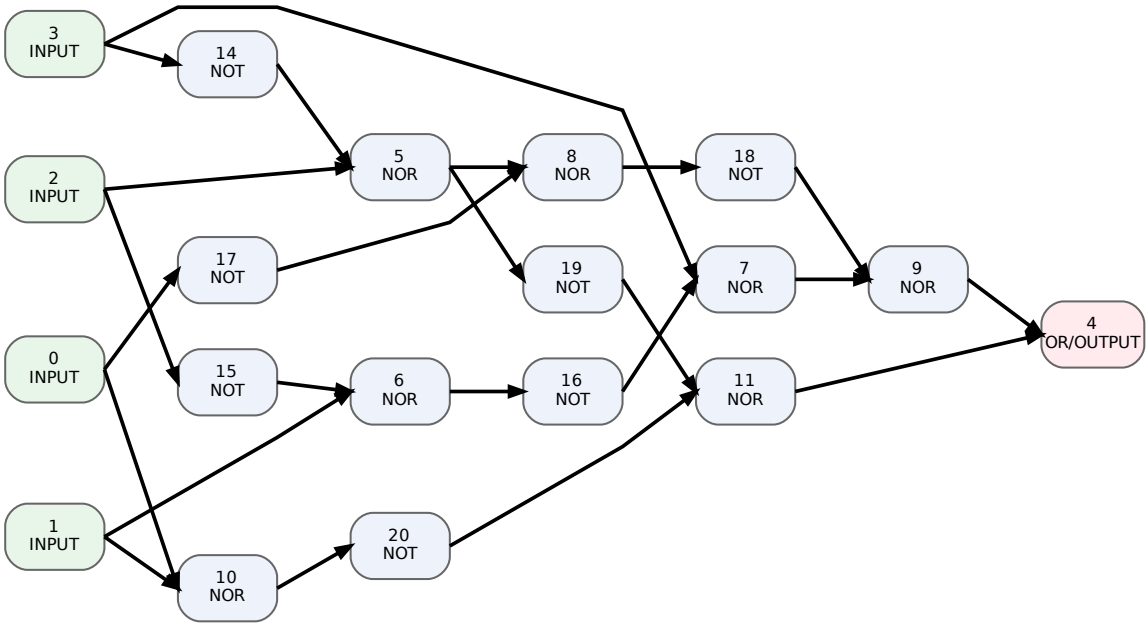 3
INPUT
14
NOT
5
NOR
8
NOR
18
NOT
2
INPUT
17
NOT
19
NOT
7
NOR
9
NOR
4
OR/OUTPUT
0
INPUT
15
NOT
6
NOR
16
NOT
11
NOR
1
INPUT
10
NOR
20
NOT